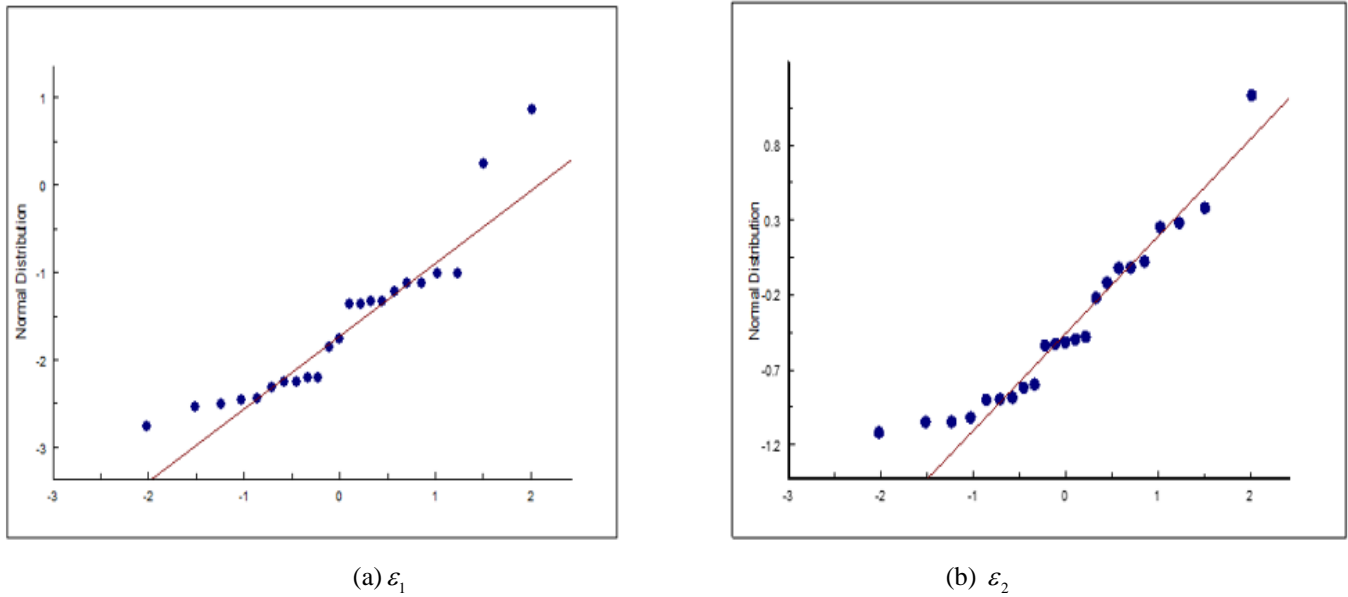 Normal Distribution
1
0
-1
-2
-3
-3 -2 -1 0 1 2
(a) ε₁
Normal Distribution
0.8
0.3
-0.2
-0.7
-1.2
-3 -2 -1 0 1 2
(b) ε₂